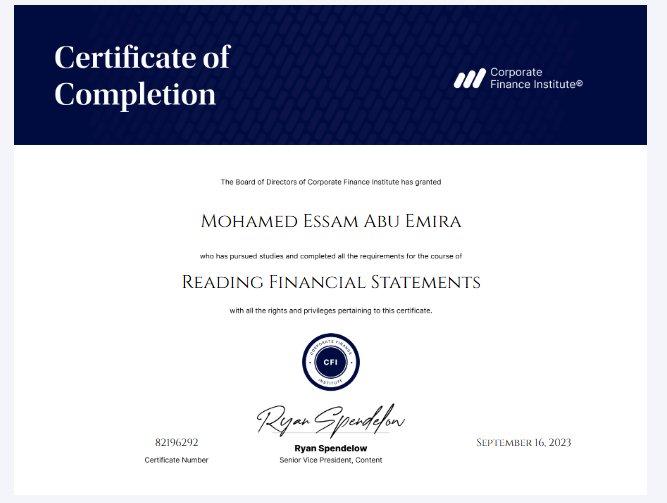 Certificate of
Completion
Corporate
Finance Institute®
The Board of Directors of Corporate Finance Institute has granted
Mohamed Essam Abu Emira
who has pursued studies and completed all the requirements for the course of
Reading Financial Statements
with all the rights and privileges pertaining to this certificate.
CORPORATE FINANCE
CFI
INSTITUTE
Ryan Spendelow
82196292
Ryan Spendelow
September 16, 2023
Certificate Number
Senior Vice President, Content